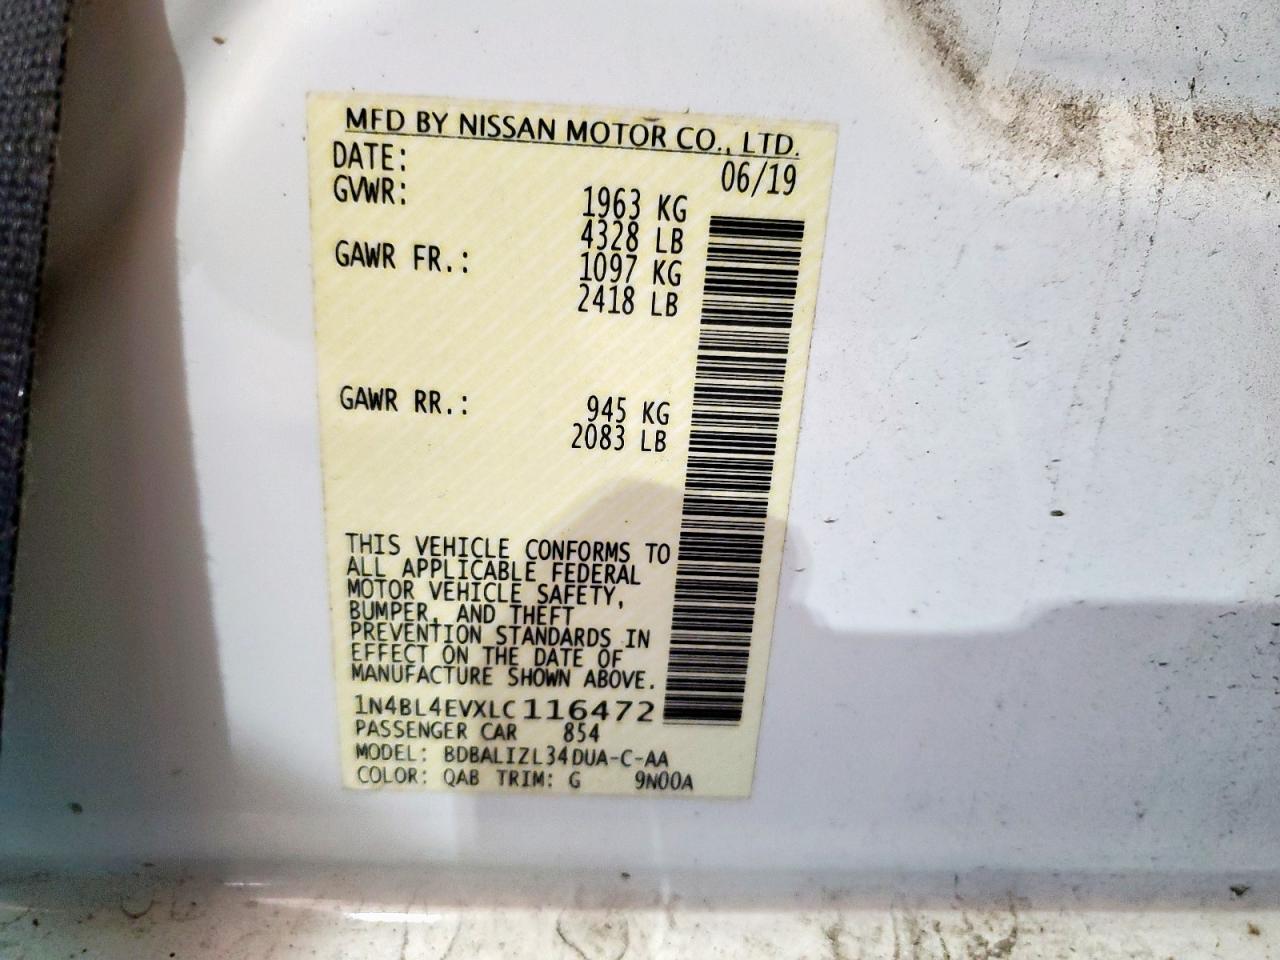 MFD BY NISSAN MOTOR CO., LTD.
DATE: 06/19
GVWR: 1963 KG
4328 LB
GAWR FR.: 1097 KG
2418 LB
GAWR RR.: 945 KG
2083 LB
THIS VEHICLE CONFORMS TO
ALL APPLICABLE FEDERAL
MOTOR VEHICLE SAFETY,
BUMPER, AND THEFT
PREVENTION STANDARDS IN
EFFECT ON THE DATE OF
MANUFACTURE SHOWN ABOVE.
1N4BL4EVXLC116472
PASSENGER CAR 854
MODEL: BDBALIZL34DUA-C-AA
COLOR: QAB TRIM: G 9N00A